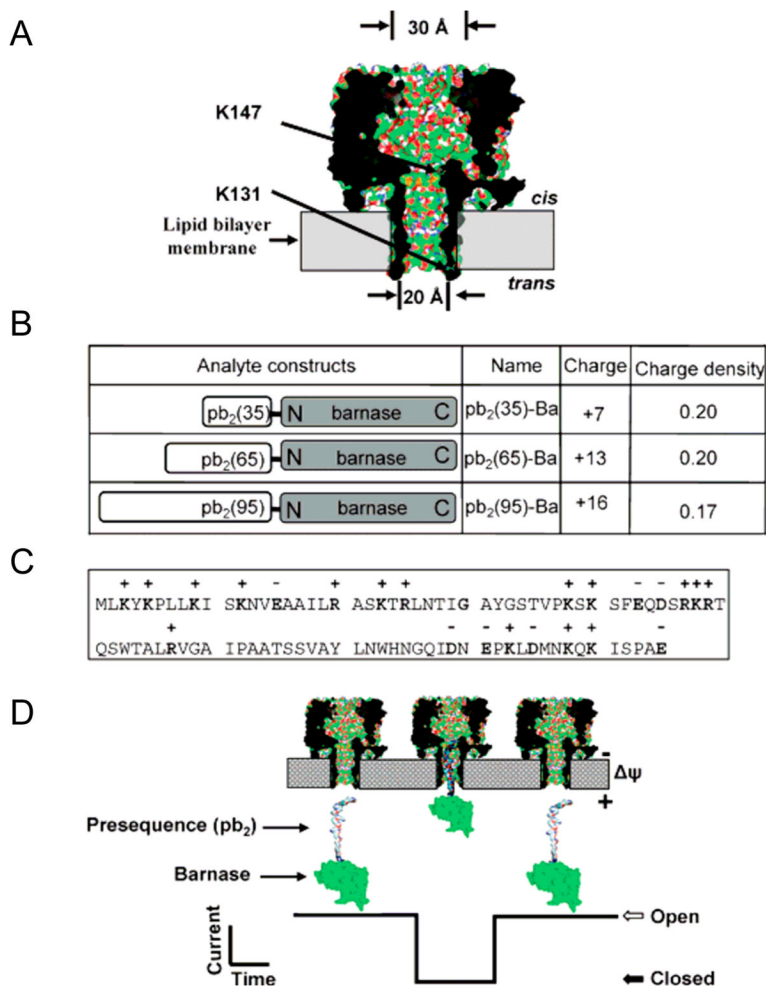 A
30 Å
K147
K131
cis
Lipid bilayer
membrane
trans
20 Å
B
Analyte constructs Name Charge Charge density
pb2(35) N barnase C pb2(35)-Ba +7 0.20
pb2(65) N barnase C pb2(65)-Ba +13 0.20
pb2(95) N barnase C pb2(95)-Ba +16 0.17
C
+ + + + - + + + + + - - +++
MLKYKPLLKI SKNVEAAILR ASKTRLNTIG AYGSTVPKSK SFEQDSRKRT
+ - - + - + + -
QSWTALRVGA IPAATSSVAY LNWHNGQIDN EPKLDMNKQK ISPAE
D
-
Δψ
+
Presequence (pb2)
Barnase
Open
Current
Time
Closed